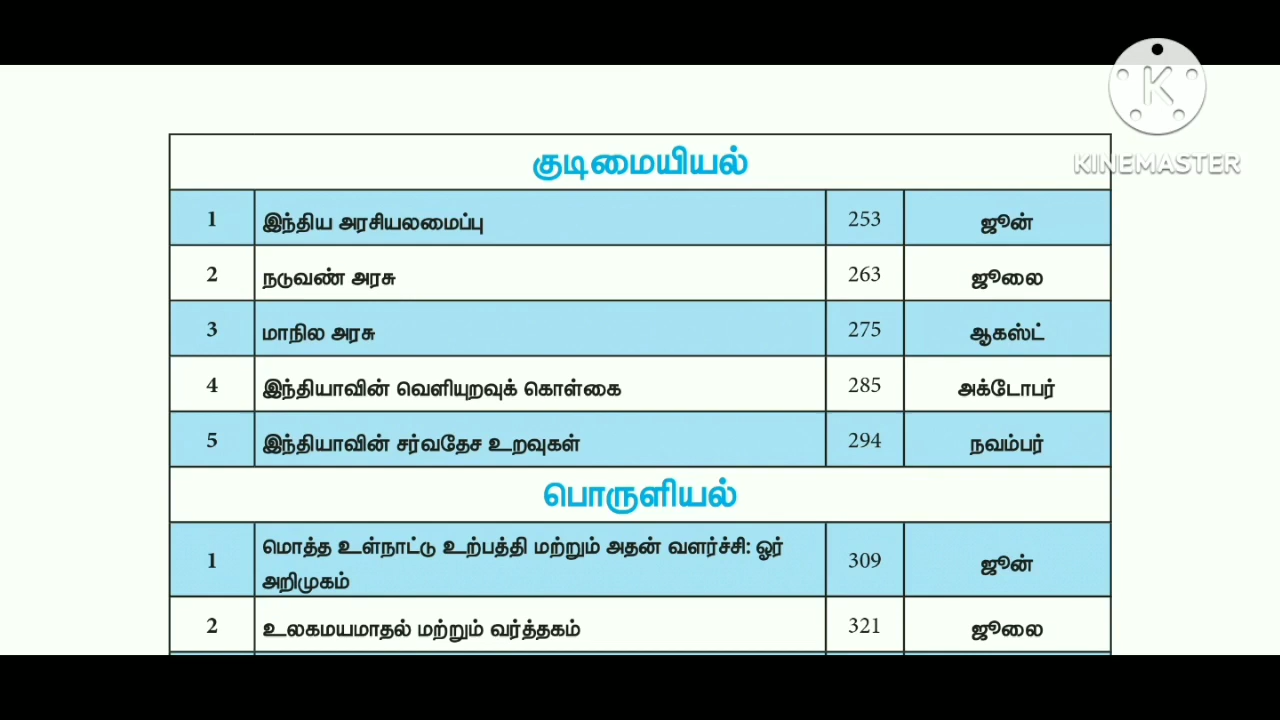 KINEMASTER
குடிமையியல்
1 இந்திய அரசியலமைப்பு 253 ஜூன்
2 நடுவண் அரசு 263 ஜூலை
3 மாநில அரசு 275 ஆகஸ்ட்
4 இந்தியாவின் வெளியுறவுக் கொள்கை 285 அக்டோபர்
5 இந்தியாவின் சர்வதேச உறவுகள் 294 நவம்பர்
பொருளியல்
1 மொத்த உள்நாட்டு உற்பத்தி மற்றும் அதன் வளர்ச்சி: ஓர் 309 ஜூன்
அறிமுகம்
2 உலகமயமாதல் மற்றும் வர்த்தகம் 321 ஜூலை